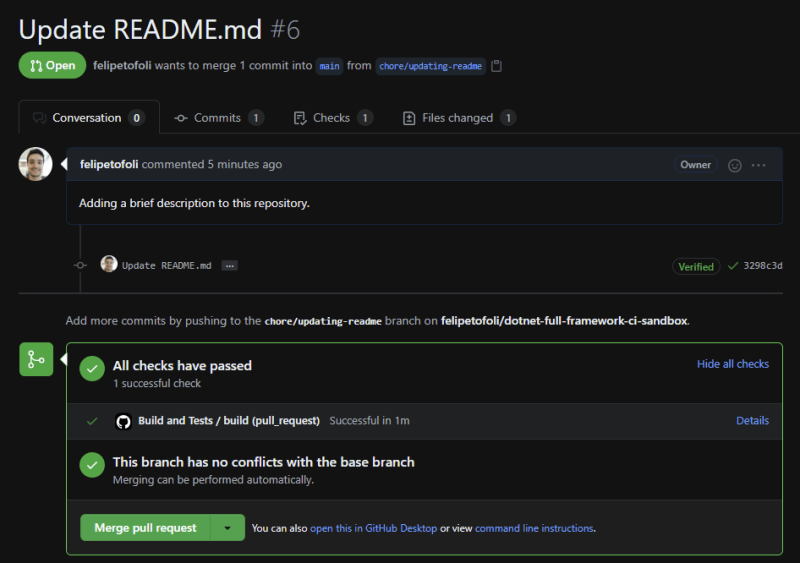 Update README.md #6
Open felipetofoli wants to merge 1 commit into main from chore/updating-readme
Conversation 0 Commits 1 Checks 1 Files changed 1
felipetofoli commented 5 minutes ago Owner
Adding a brief description to this repository.
Update README.md ... Verified 3298c3d
Add more commits by pushing to the chore/updating-readme branch on felipetofoli/dotnet-full-framework-ci-sandbox.
All checks have passed Hide all checks
1 successful check
Build and Tests / build (pull_request) Successful in 1m Details
This branch has no conflicts with the base branch
Merging can be performed automatically.
Merge pull request You can also open this in GitHub Desktop or view command line instructions.